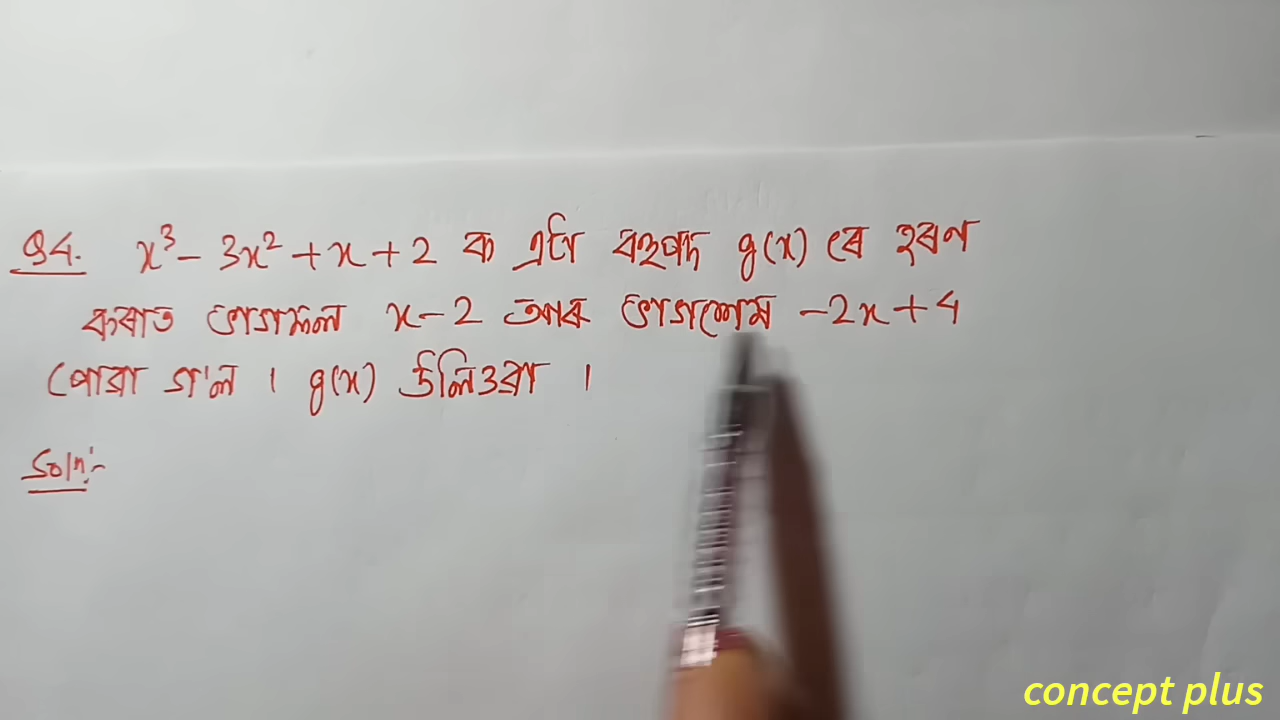 Q4. x³ - 3x² + x + 2 ক এটা বহুপদ g(x) ৰে হৰণ
কৰাত ভাগফল x - 2 আৰু ভাগশেষ -2x + 4
পোৱা গ'ল । g(x) উলিওৱা ।
Soln:-
concept plus